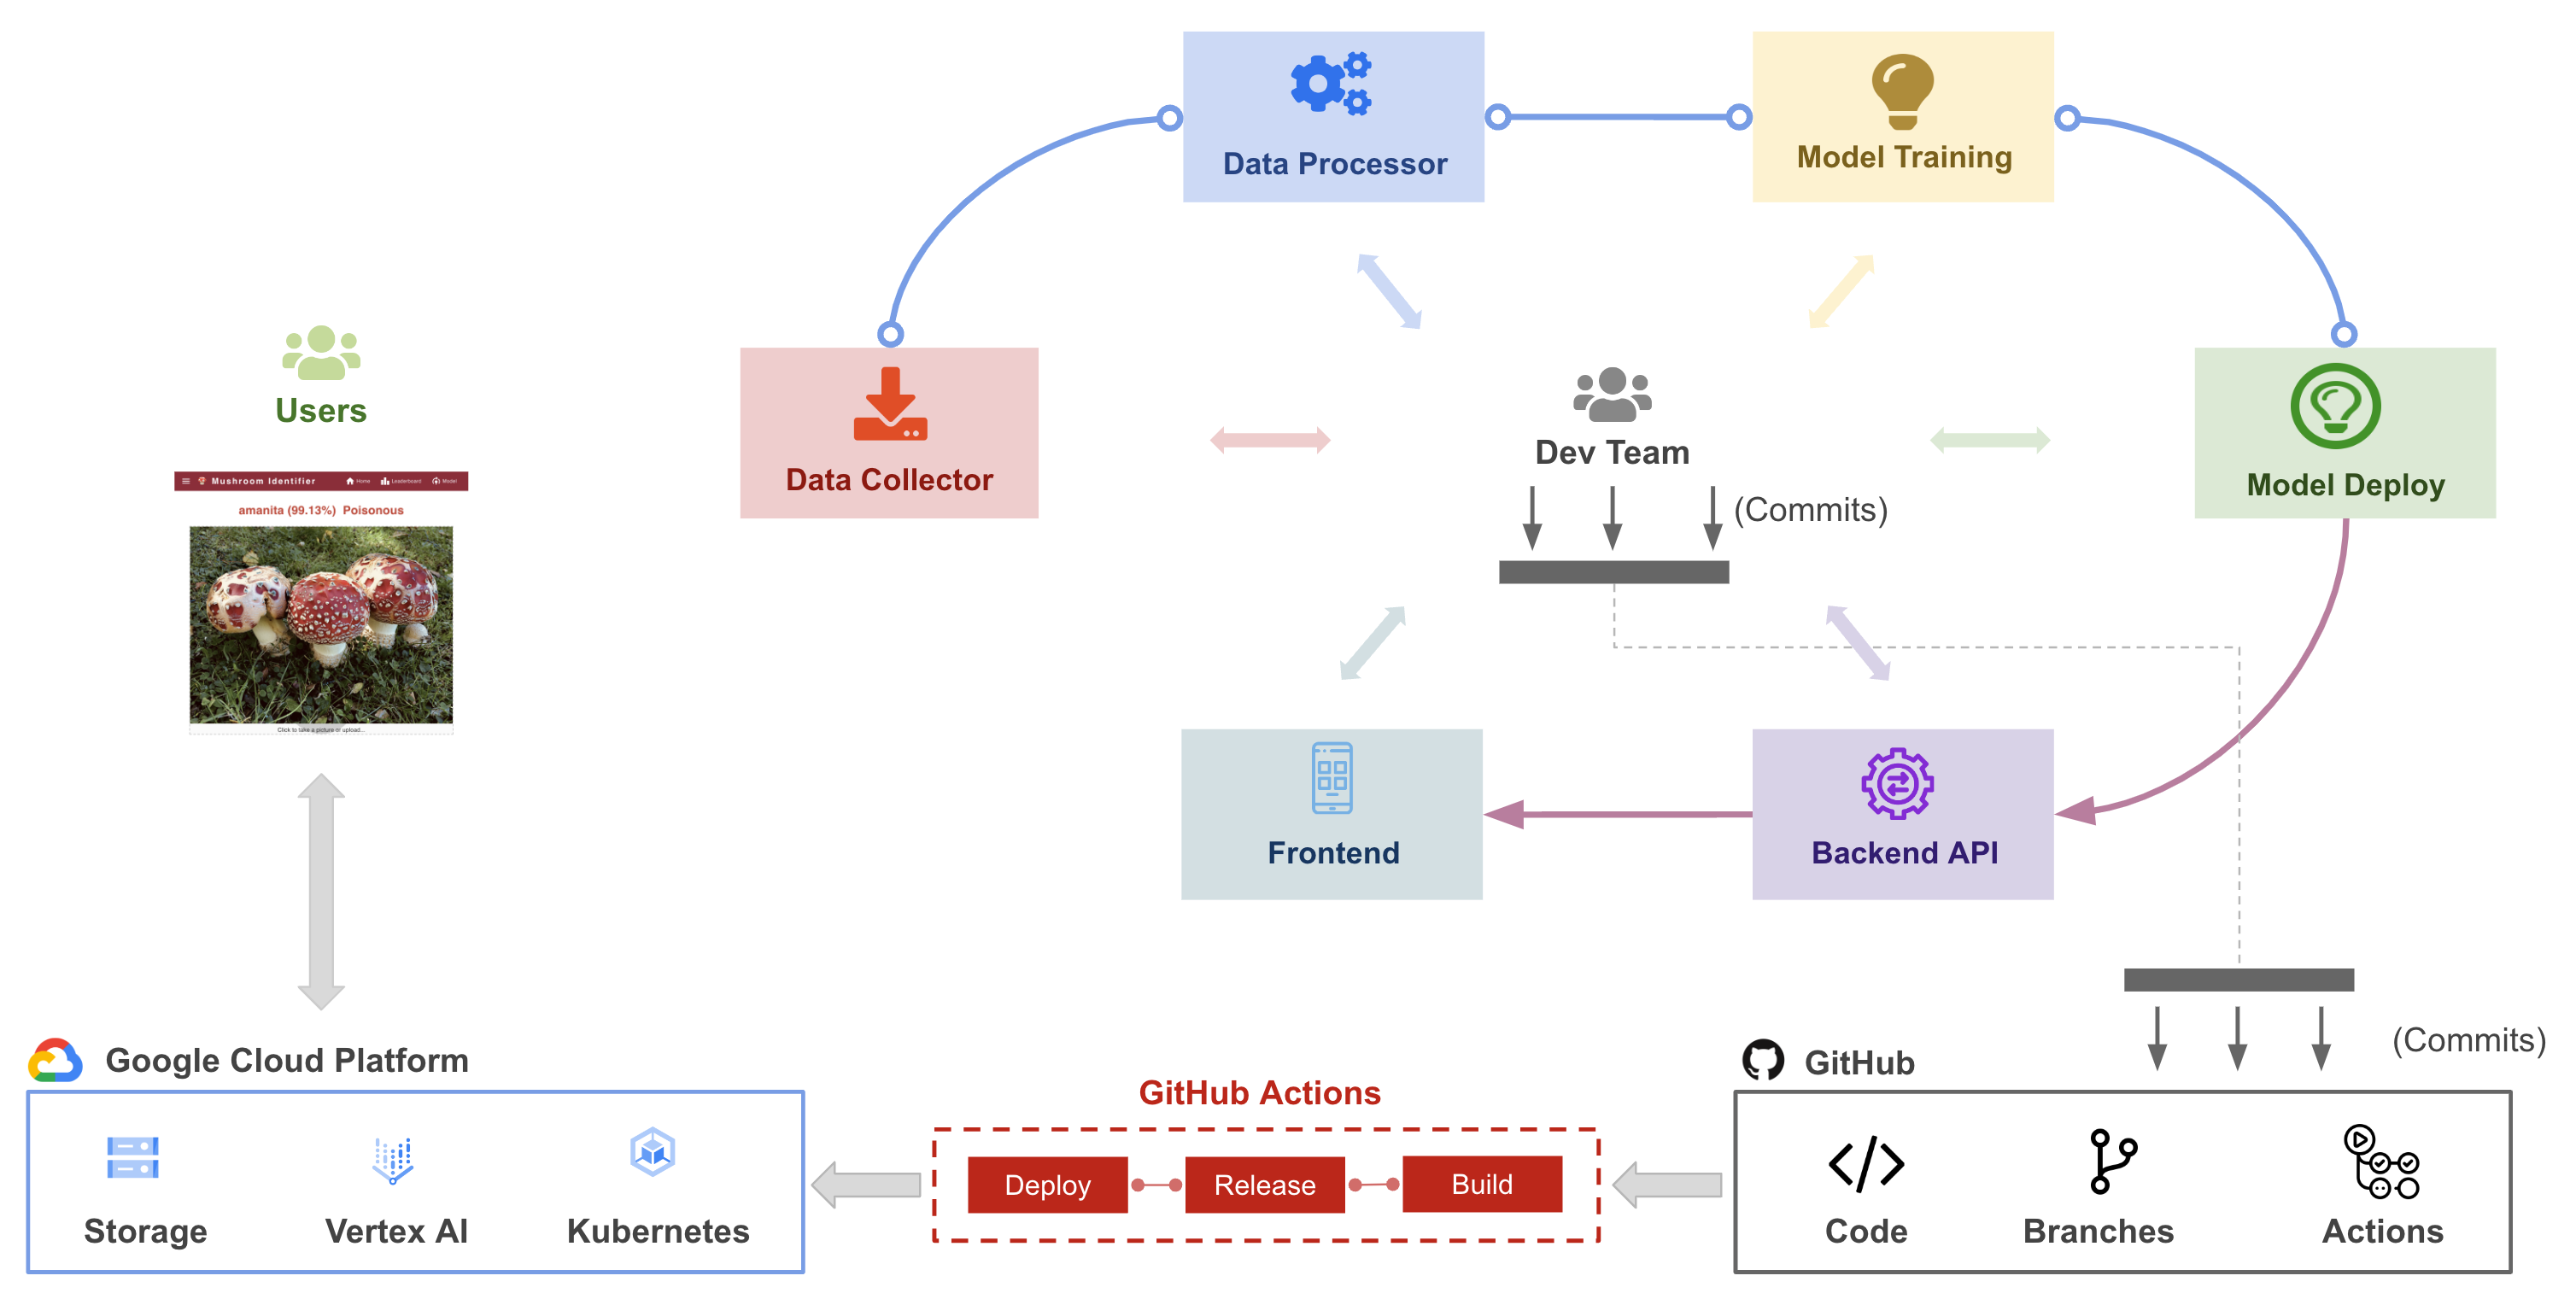 Data Processor
Model Training
Users
Data Collector
Dev Team
Model Deploy
(Commits)
Mushroom Identifier
Home
Leaderboard
Model
amanita (99.13%) Poisonous
Click to take a picture or upload...
Frontend
Backend API
(Commits)
Google Cloud Platform
GitHub
GitHub Actions
Deploy
Release
Build
Storage
Vertex AI
Kubernetes
Code
Branches
Actions